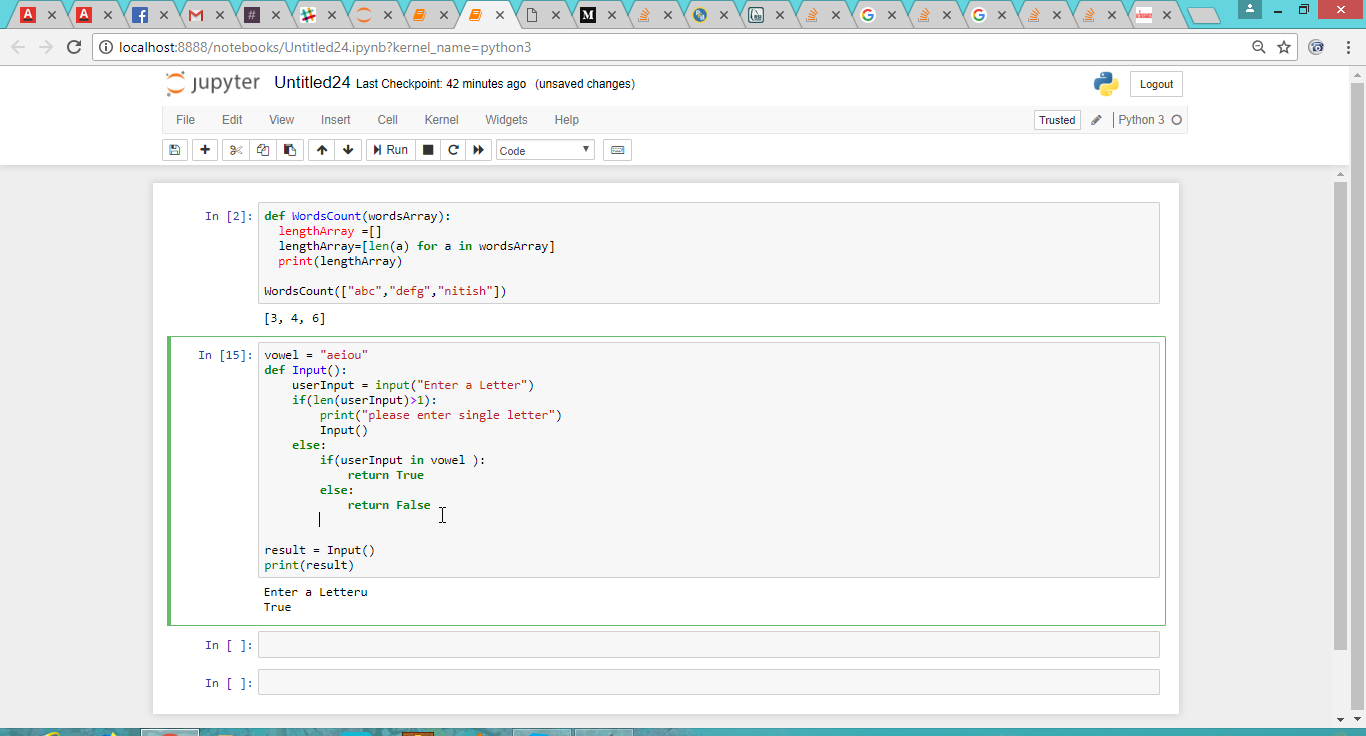 localhost:8888/notebooks/Untitled24.ipynb?kernel_name=python3
jupyter Untitled24 Last Checkpoint: 42 minutes ago (unsaved changes)
Logout
File Edit View Insert Cell Kernel Widgets Help
Trusted Python 3
Run Code
In [2]: def WordsCount(wordsArray):
lengthArray =[]
lengthArray=[len(a) for a in wordsArray]
print(lengthArray)
WordsCount(["abc","defg","nitish"])
[3, 4, 6]
In [15]: vowel = "aeiou"
def Input():
userInput = input("Enter a Letter")
if(len(userInput)>1):
print("please enter single letter")
Input()
else:
if(userInput in vowel ):
return True
else:
return False
result = Input()
print(result)
Enter a Letteru
True
In [ ]:
In [ ]: